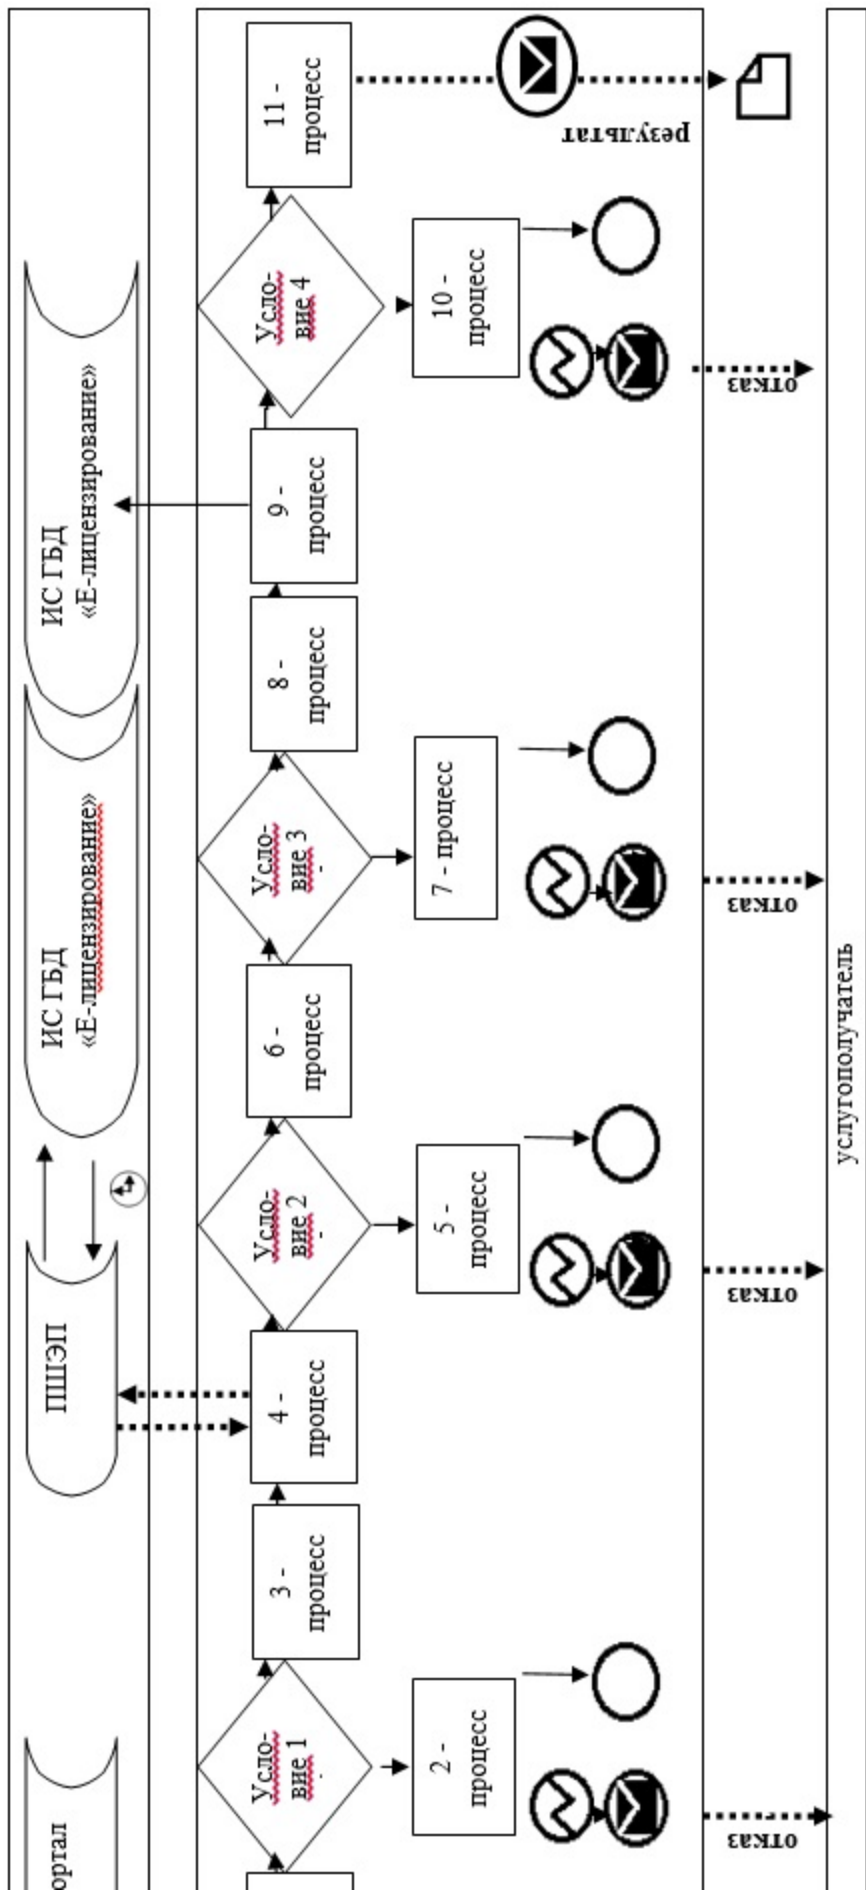 ортал
ПШЭП
ИС ГБД
«Е-лицензирование»
ИС ГБД
«Е-лицензирование»
Усло-
вие 1
-
3 -
процесс
4 -
процесс
Усло-
вие 2
-
6 -
процесс
Усло-
вие 3
-
8 -
процесс
9 -
процесс
Усло-
вие 4
11 -
процесс
2 -
процесс
5 -
процесс
7 - процесс
10 -
процесс
отказ
отказ
отказ
отказ
результат
услугополучатель